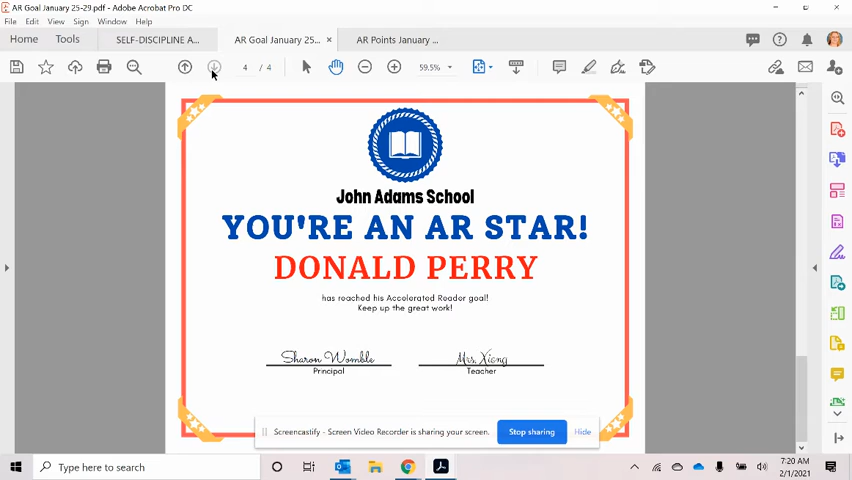 AR Goal January 25-29.pdf - Adobe Acrobat Pro DC
File Edit View Sign Window Help
Home Tools SELF-DISCIPLINE A... AR Goal January 25... × AR Points January ...
4 / 4 59.5%
John Adams School
YOU'RE AN AR STAR!
DONALD PERRY
has reached his Accelerated Reader goal!
Keep up the great work!
Sharon Womble Mrs. Xiong
Principal Teacher
Screencastify - Screen Video Recorder is sharing your screen. Stop sharing Hide
Type here to search
7:20 AM
2/1/2021